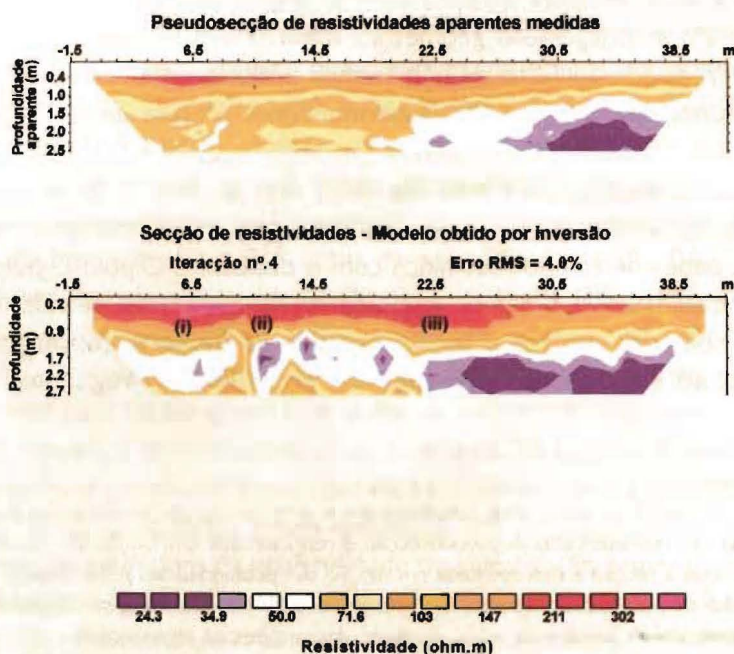 Pseudosecção de resistividades aparentes medidas
-1.5 6.5 14.5 22.5 30.5 38.5 m
Profundidade aparente (m)
0.4
1.0
1.5
2.0
2.5
Secção de resistividades - Modelo obtido por inversão
Iteracção nº.4 Erro RMS = 4.0%
-1.5 6.5 14.5 22.5 30.5 38.5 m
Profundidade (m)
0.2
0.8
1.7
2.2
2.7
(i) (ii) (iii)
24.3 34.9 50.0 71.6 103 147 211 302
Resistividade (ohm.m)